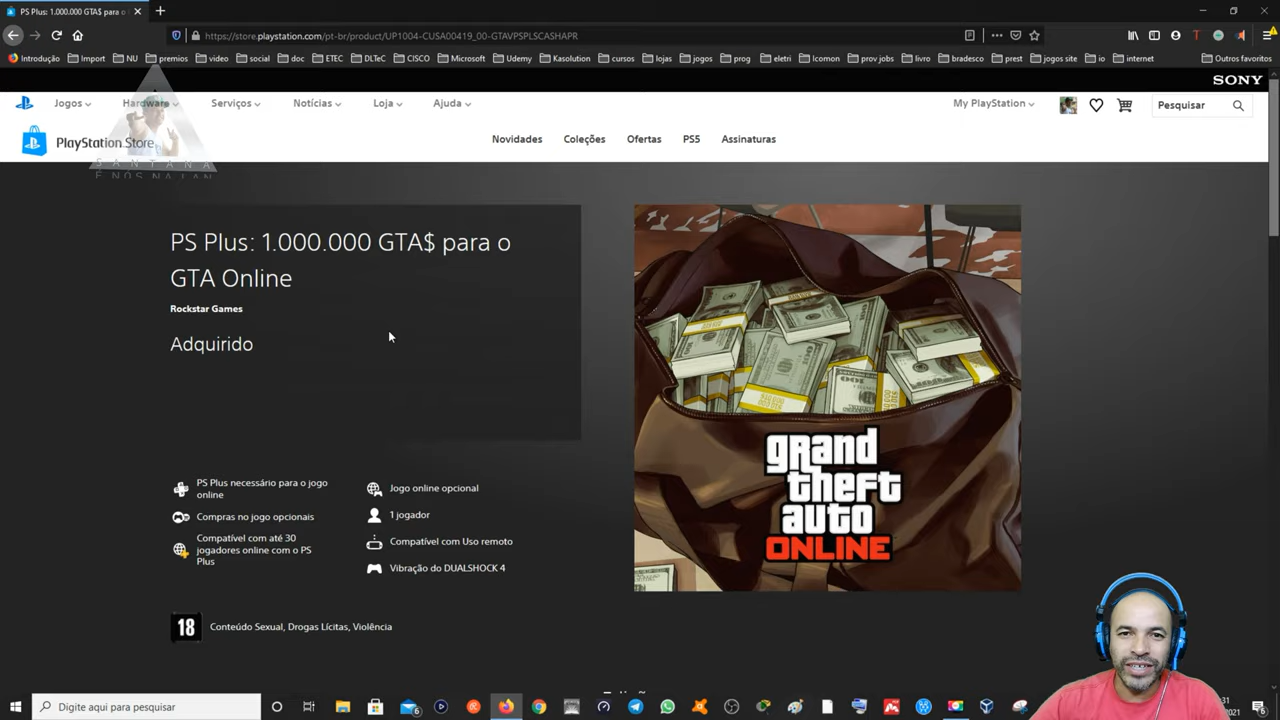 PS Plus: 1.000.000 GTA$ para o
https://store.playstation.com/pt-br/product/UP1004-CUSA00419_00-GTAVPSPLSCASHAPR
Introdução Import NU premios video social doc ETEC DLTeC CISCO Microsoft Udemy Kasolution cursos lojas jogos prog eletri Icomon prov jobs livro bradesco prest jogos site io internet Outros favoritos
SONY
Jogos Hardware Serviços Notícias Loja Ajuda My PlayStation Pesquisar
PlayStation Store Novidades Coleções Ofertas PS5 Assinaturas
SANTANA
É NÓS NA LAN
PS Plus: 1.000.000 GTA$ para o
GTA Online
Rockstar Games
Adquirido
PS Plus necessário para o jogo
online
Compras no jogo opcionais
Compatível com até 30
jogadores online com o PS
Plus
Jogo online opcional
1 jogador
Compatível com Uso remoto
Vibração do DUALSHOCK 4
18 Conteúdo Sexual, Drogas Lícitas, Violência
grand
theft
auto
ONLINE
Digite aqui para pesquisar